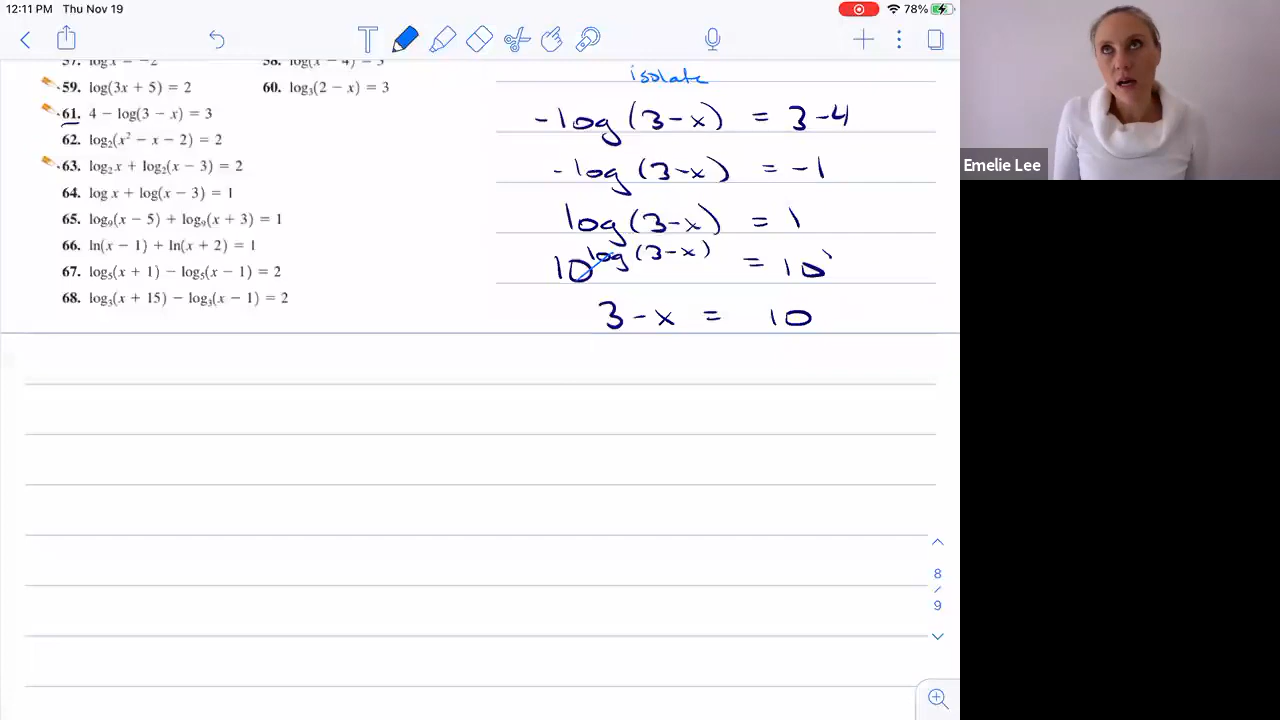 12:11 PM Thu Nov 19
78%
59. log(3x + 5) = 2
60. log₃(2 − x) = 3
61. 4 − log(3 − x) = 3
62. log₂(x² − x − 2) = 2
63. log₂x + log₂(x − 3) = 2
64. log x + log(x − 3) = 1
65. log₉(x − 5) + log₉(x + 3) = 1
66. ln(x − 1) + ln(x + 2) = 1
67. log₅(x + 1) − log₅(x − 1) = 2
68. log₃(x + 15) − log₃(x − 1) = 2
isolate
-log (3-x) = 3-4
-log (3-x) = -1
log (3-x) = 1
10^log (3-x) = 10¹
3-x = 10
Emelie Lee
8
/
9